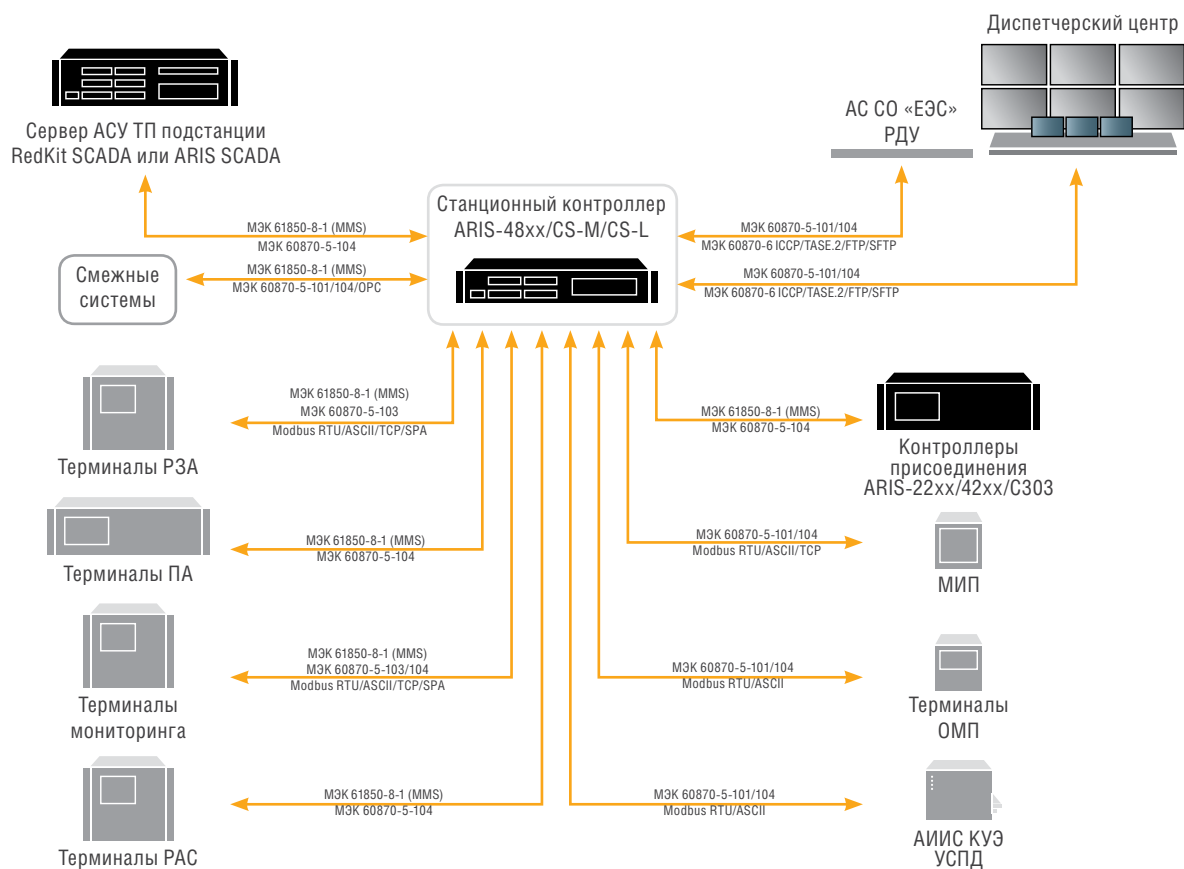 Диспетчерский центр
Сервер АСУ ТП подстанции
RedKit SCADA или ARIS SCADA
АС СО «ЕЭС»
РДУ
Станционный контроллер
ARIS-48xx/CS-M/CS-L
МЭК 61850-8-1 (MMS)
МЭК 60870-5-104
МЭК 60870-5-101/104
МЭК 60870-6 ICCP/TASE.2/FTP/SFTP
Смежные
системы
МЭК 61850-8-1 (MMS)
МЭК 60870-5-101/104/OPC
МЭК 60870-5-101/104
МЭК 60870-6 ICCP/TASE.2/FTP/SFTP
МЭК 61850-8-1 (MMS)
МЭК 60870-5-103
Modbus RTU/ASCII/TCP/SPA
Терминалы РЗА
МЭК 61850-8-1 (MMS)
МЭК 60870-5-104
Контроллеры
присоединения
ARIS-22xx/42xx/C303
МЭК 61850-8-1 (MMS)
МЭК 60870-5-104
Терминалы ПА
МЭК 60870-5-101/104
Modbus RTU/ASCII/TCP
МИП
МЭК 61850-8-1 (MMS)
МЭК 60870-5-103/104
Modbus RTU/ASCII/TCP/SPA
Терминалы
мониторинга
МЭК 60870-5-101/104
Modbus RTU/ASCII
Терминалы
ОМП
МЭК 61850-8-1 (MMS)
МЭК 60870-5-104
Терминалы РАС
МЭК 60870-5-101/104
Modbus RTU/ASCII
АИИС КУЭ
УСПД